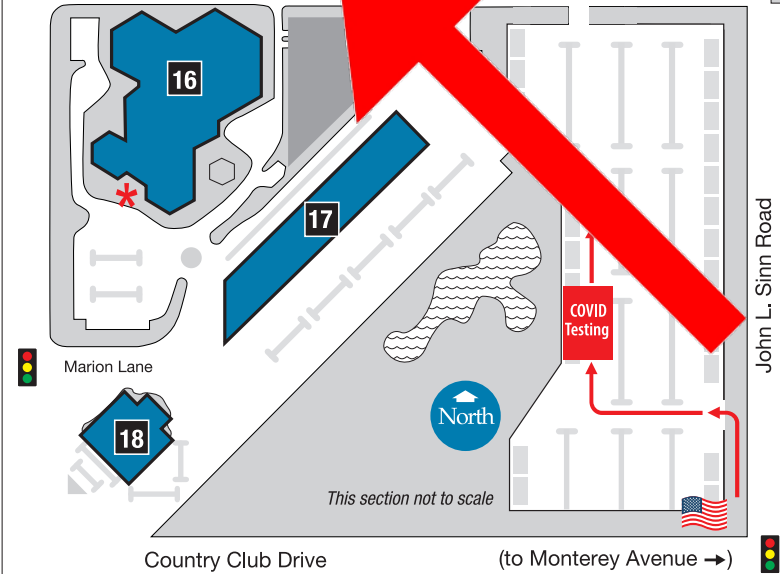 16
*
17
John L. Sinn Road
COVID
Testing
Marion Lane
North
18
This section not to scale
Country Club Drive
(to Monterey Avenue →)